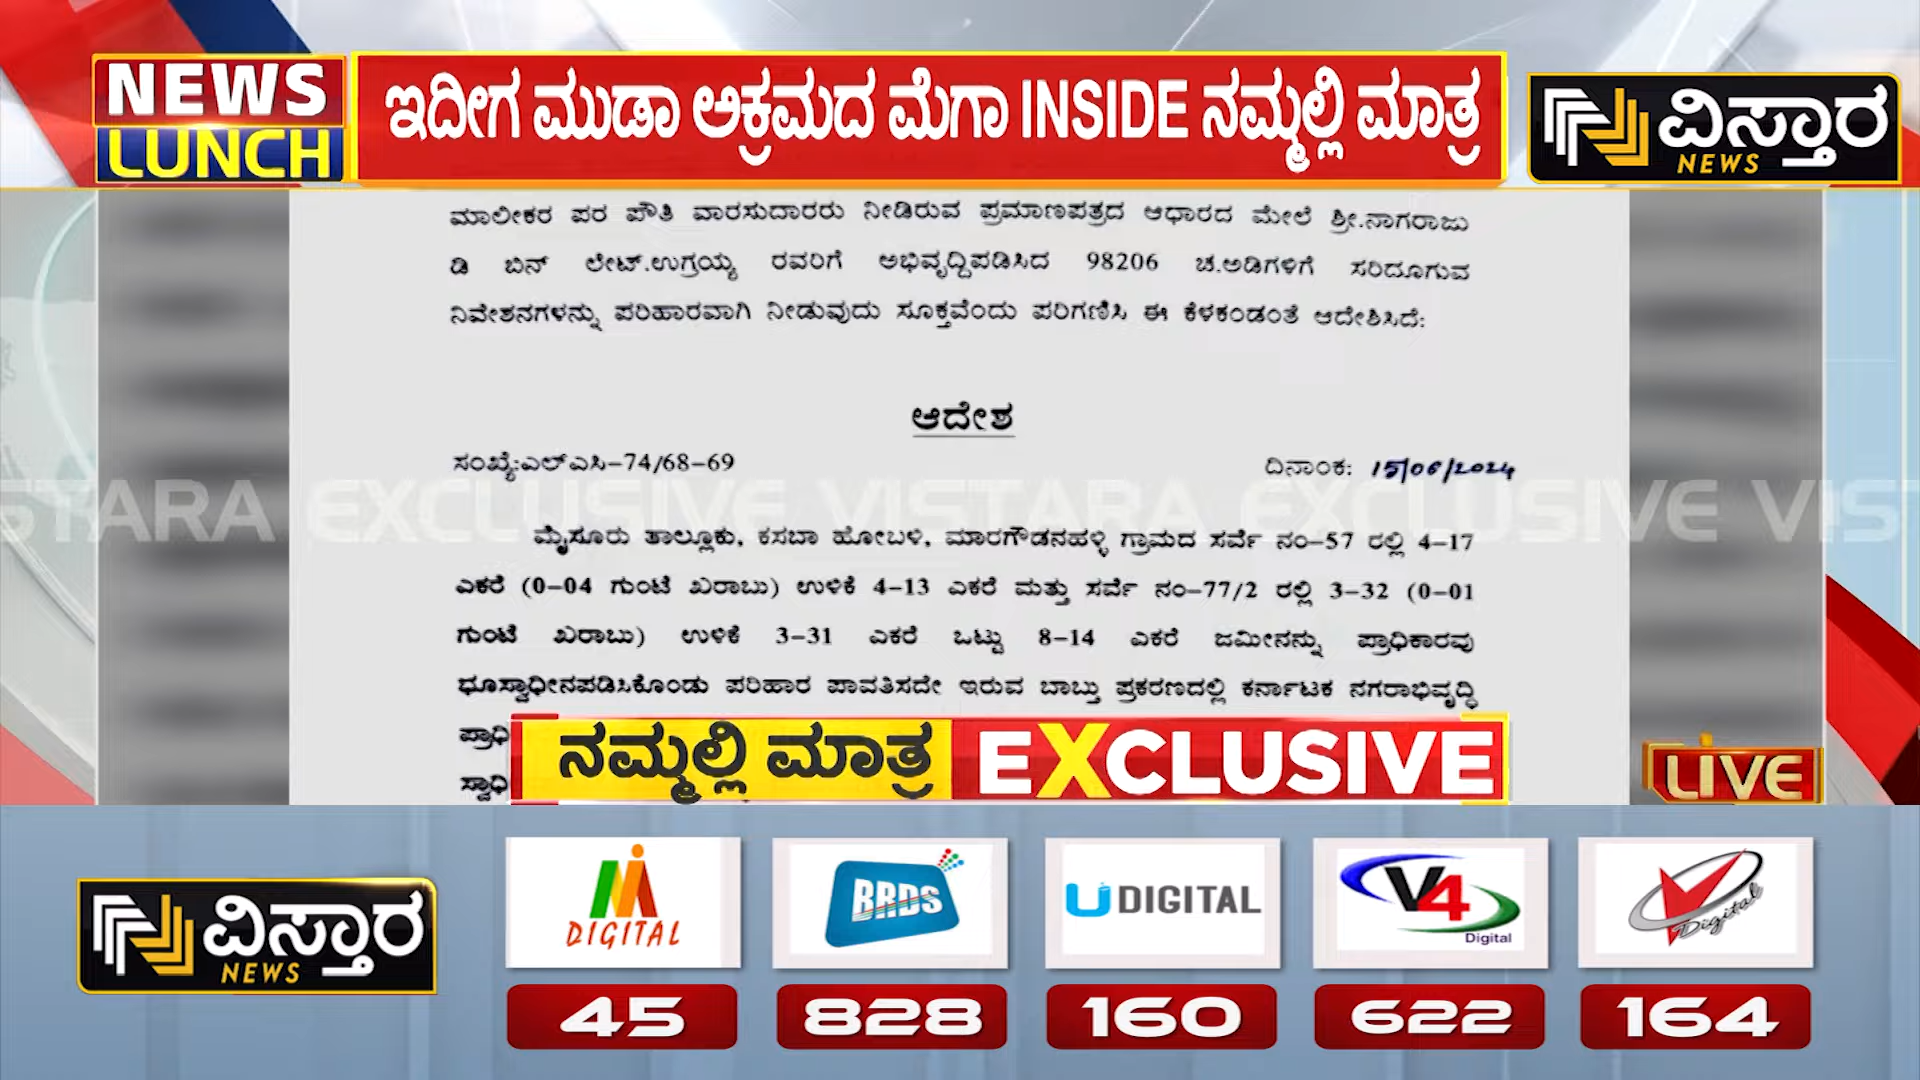 NEWS
LUNCH
ಇದೀಗ ಮುಡಾ ಅಕ್ರಮದ ಮೆಗಾ INSIDE ನಮ್ಮಲ್ಲಿ ಮಾತ್ರ
ವಿಸ್ತಾರ
NEWS
ಮಾಲೀಕರ ಪರ ಪೌತಿ ವಾರಸುದಾರರು ನೀಡಿರುವ ಪ್ರಮಾಣಪತ್ರದ ಆಧಾರದ ಮೇಲೆ ಶ್ರೀ.ನಾಗರಾಜು
ಡಿ ಬಿನ್ ಲೇಟ್.ಉಗ್ರಯ್ಯ ರವರಿಗೆ ಅಭಿವೃದ್ಧಿಪಡಿಸಿದ 98206 ಚ.ಅಡಿಗಳಿಗೆ ಸರಿದೂಗುವ
ನಿವೇಶನಗಳನ್ನು ಪರಿಹಾರವಾಗಿ ನೀಡುವುದು ಸೂಕ್ತವೆಂದು ಪರಿಗಣಿಸಿ ಈ ಕೆಳಕಂಡಂತೆ ಆದೇಶಿಸಿದೆ:
ಆದೇಶ
ಸಂಖ್ಯೆ:ಎಲ್ಎಸಿ-74/68-69 ದಿನಾಂಕ: 15/06/2024
STARA EXCLUSIVE VISTARA EXCLUSIVE VIS
ಮೈಸೂರು ತಾಲ್ಲೂಕು, ಕಸಬಾ ಹೋಬಳಿ, ಮಾರಗೌಡನಹಳ್ಳಿ ಗ್ರಾಮದ ಸರ್ವೆ ನಂ-57 ರಲ್ಲಿ 4-17
ಎಕರೆ (0-04 ಗುಂಟೆ ಖರಾಬು) ಉಳಿಕೆ 4-13 ಎಕರೆ ಮತ್ತು ಸರ್ವೆ ನಂ-77/2 ರಲ್ಲಿ 3-32 (0-01
ಗುಂಟೆ ಖರಾಬು) ಉಳಿಕೆ 3-31 ಎಕರೆ ಒಟ್ಟು 8-14 ಎಕರೆ ಜಮೀನನ್ನು ಪ್ರಾಧಿಕಾರವು
ಭೂಸ್ವಾಧೀನಪಡಿಸಿಕೊಂಡು ಪರಿಹಾರ ಪಾವತಿಸದೇ ಇರುವ ಬಾಬ್ತು ಪ್ರಕರಣದಲ್ಲಿ ಕರ್ನಾಟಕ ನಗರಾಭಿವೃದ್ಧಿ
ಪ್ರಾಧಿ
ಸ್ವಾಧಿ
ನಮ್ಮಲ್ಲಿ ಮಾತ್ರ EXCLUSIVE
LIVE
ವಿಸ್ತಾರ
NEWS
DIGITAL
BRDS
U DIGITAL
V4
Digital
V Digital
45 828 160 622 164